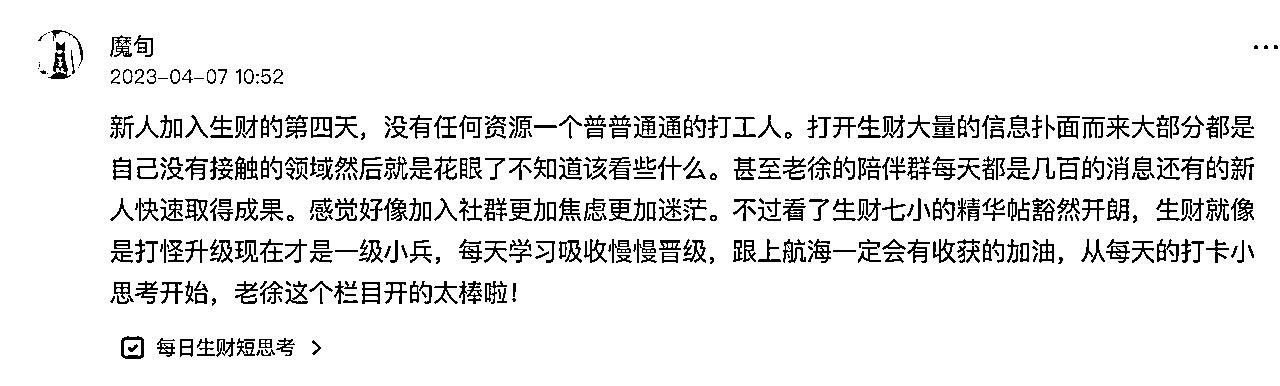 魔旬
2023-04-07 10:52
新人加入生财的第四天，没有任何资源一个普普通通的打工人。打开生财大量的信息扑面而来大部分都是
自己没有接触的领域然后就是花眼了不知道该看些什么。甚至老徐的陪伴群每天都是几百的消息还有的新
人快速取得成果。感觉好像加入社群更加焦虑更加迷茫。不过看了生财七小的精华帖豁然开朗，生财就像
是打怪升级现在才是一级小兵，每天学习吸收慢慢晋级，跟上航海一定会有收获的加油，从每天的打卡小
思考开始，老徐这个栏目开的太棒啦！
每日生财短思考